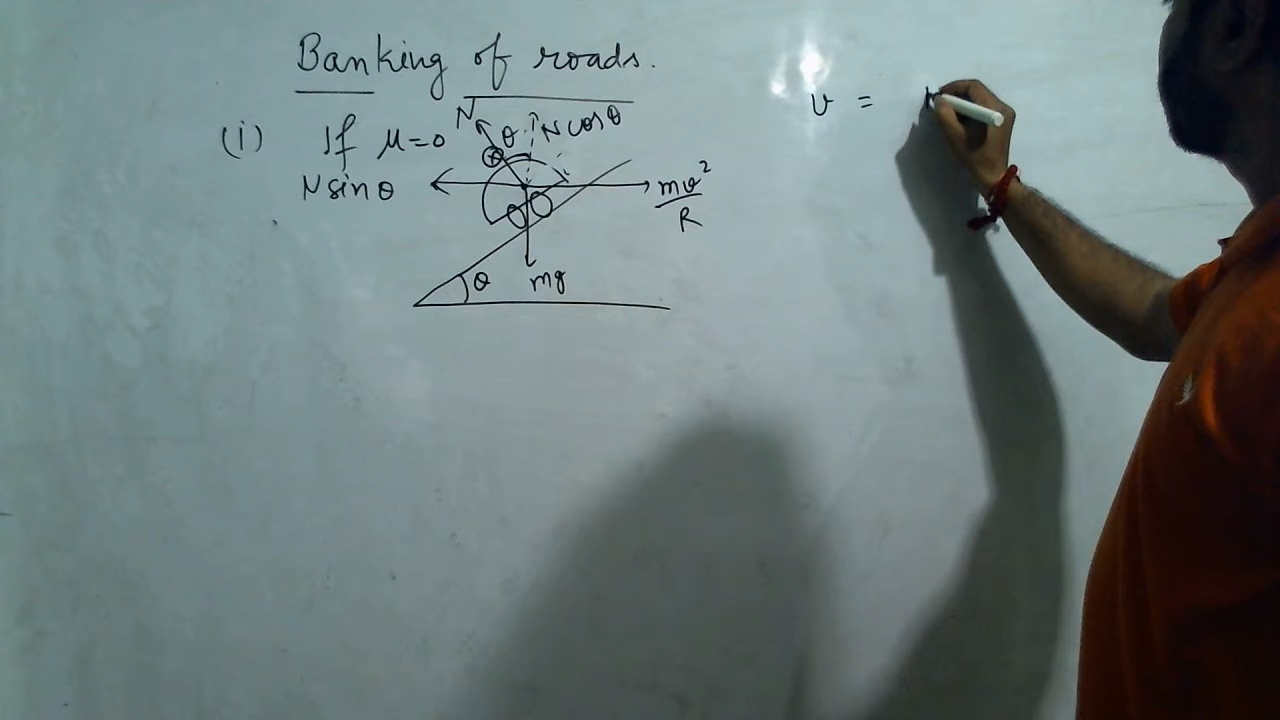 Banking of roads.
(i) If μ=0
N θ N cos θ
N sin θ
mv²/R
θ mg
v =